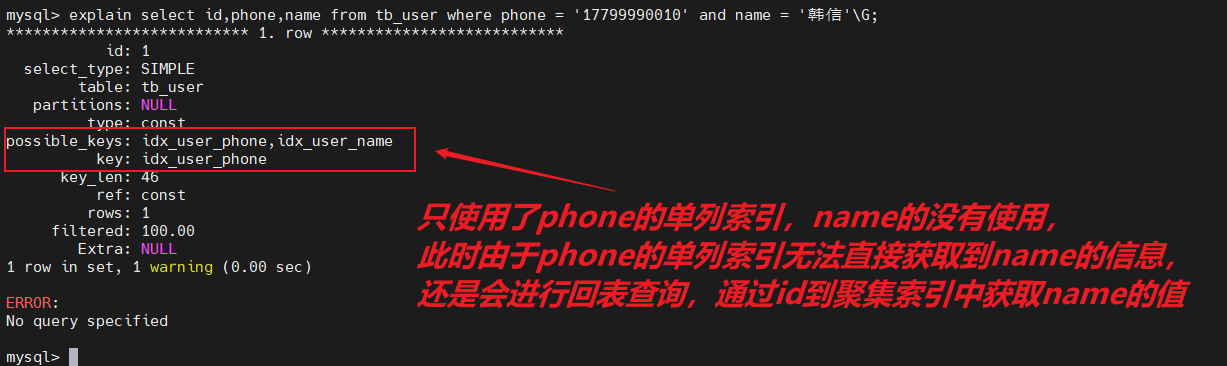 mysql> explain select id,phone,name from tb_user where phone = '17799990010' and name = '韩信'\G;
*************************** 1. row ***************************
id: 1
select_type: SIMPLE
table: tb_user
partitions: NULL
type: const
possible_keys: idx_user_phone,idx_user_name
key: idx_user_phone
key_len: 46
ref: const
rows: 1
filtered: 100.00
Extra: NULL
1 row in set, 1 warning (0.00 sec)
ERROR:
No query specified
mysql>
只使用了phone的单列索引，name的没有使用，
此时由于phone的单列索引无法直接获取到name的信息，
还是会进行回表查询，通过id到聚集索引中获取name的值